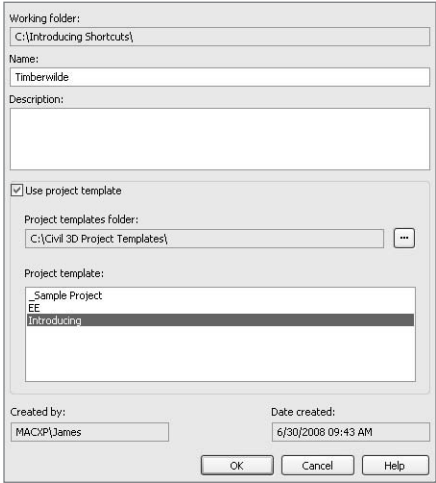 Working folder:
C:\Introducing Shortcuts\
Name:
Timberwilde
Description:
Use project template
Project templates folder:
C:\Civil 3D Project Templates\
...
Project template:
_Sample Project
EE
Introducing
Created by:
Date created:
MACXP\James
6/30/2008 09:43 AM
OK
Cancel
Help